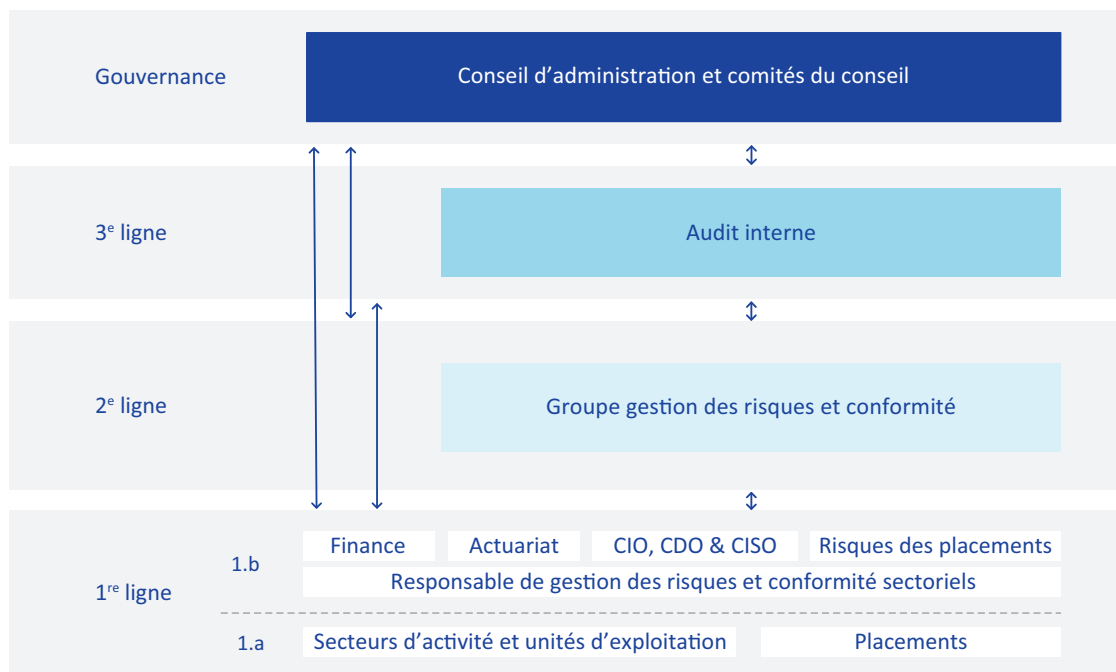 Gouvernance
Conseil d’administration et comités du conseil
3e ligne
Audit interne
2e ligne
Groupe gestion des risques et conformité
1re ligne
1.b
Finance
Actuariat
CIO, CDO & CISO
Risques des placements
Responsable de gestion des risques et conformité sectoriels
1.a
Secteurs d’activité et unités d’exploitation
Placements